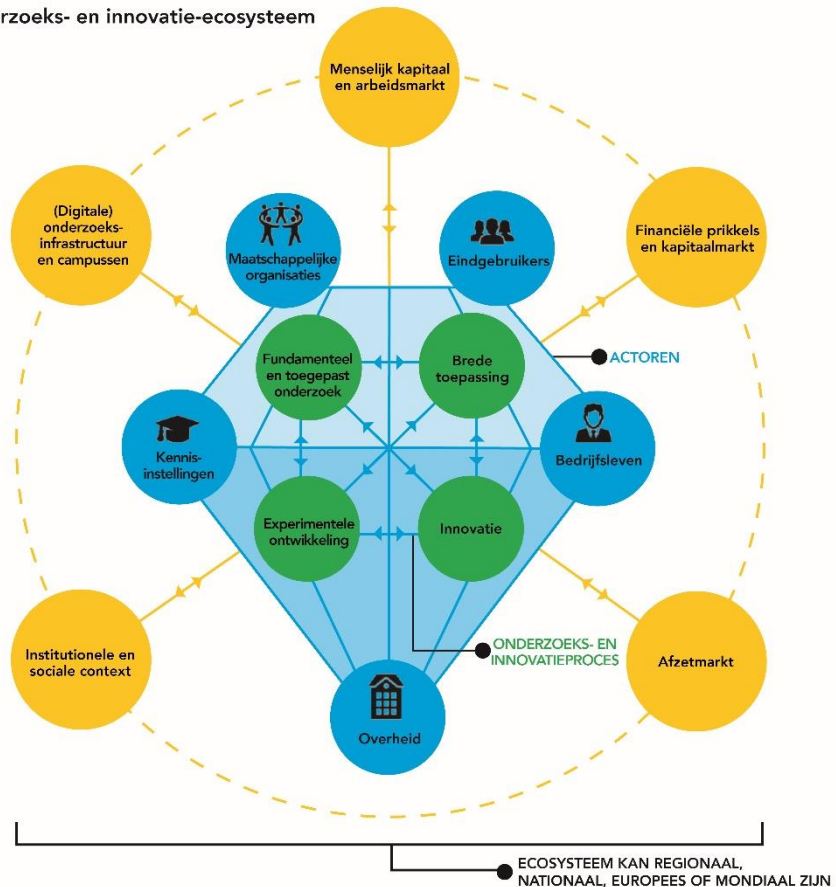 rzoeks- en innovatie-ecosysteem
Menselijk kapitaal
en arbeidsmarkt
(Digitale)
onderzoeks-
infrastructuur
en campussen
Maatschappelijke
organisaties
Eindgebruikers
Financiële prikkels
en kapitaalmarkt
Fundamenteel
en toegepast
onderzoek
Brede
toepassing
ACTOREN
Kennis-
instellingen
Bedrijfsleven
Experimentele
ontwikkeling
Innovatie
Institutionele en
sociale context
ONDERZOEKS- EN
INNOVATIEPROCES
Afzetmarkt
Overheid
ECOSYSTEEM KAN REGIONAAL,
NATIONAAL, EUROPEES OF MONDIAAL ZIJN